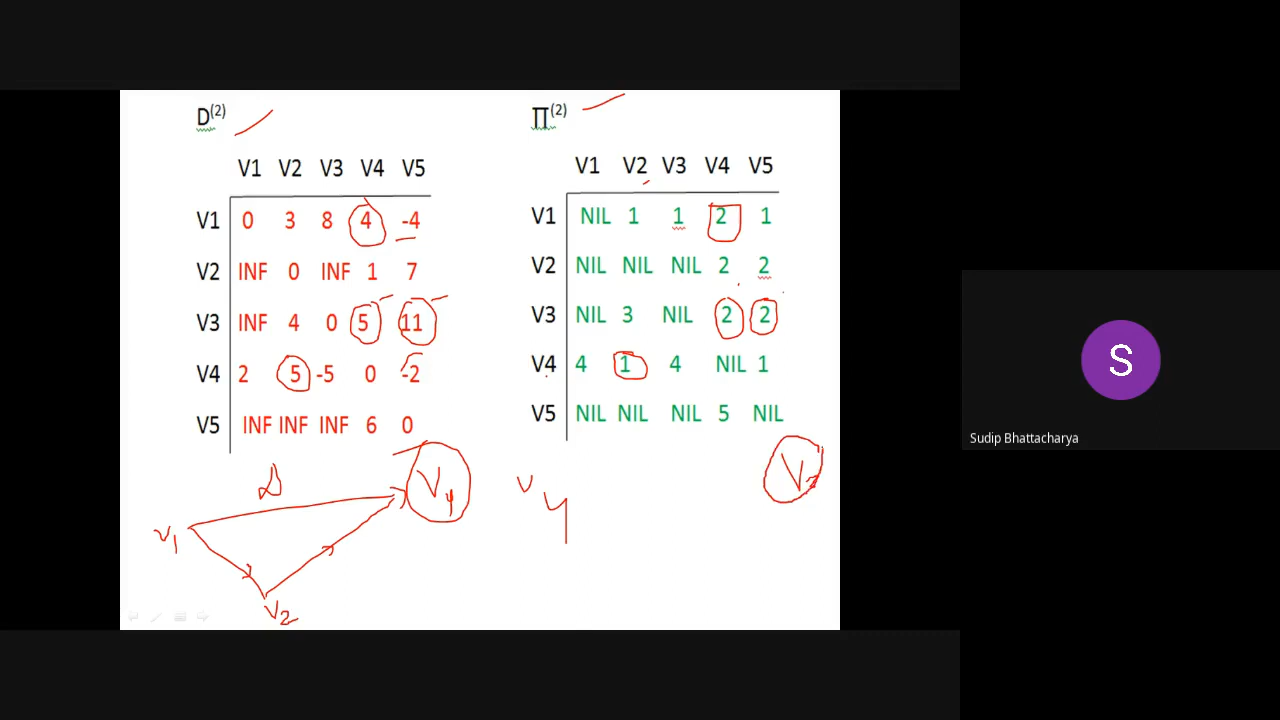 D(2) ∏(2)
V1 V2 V3 V4 V5 V1 V2 V3 V4 V5
V1 0 3 8 4 -4 V1 NIL 1 1 2 1
V2 INF 0 INF 1 7 V2 NIL NIL NIL 2 2
V3 INF 4 0 5 11 V3 NIL 3 NIL 2 2
V4 2 5 -5 0 -2 V4 4 1 4 NIL 1
V5 INF INF INF 6 0 V5 NIL NIL NIL 5 NIL
S
Sudip Bhattacharya
V4
V4
V1
V2